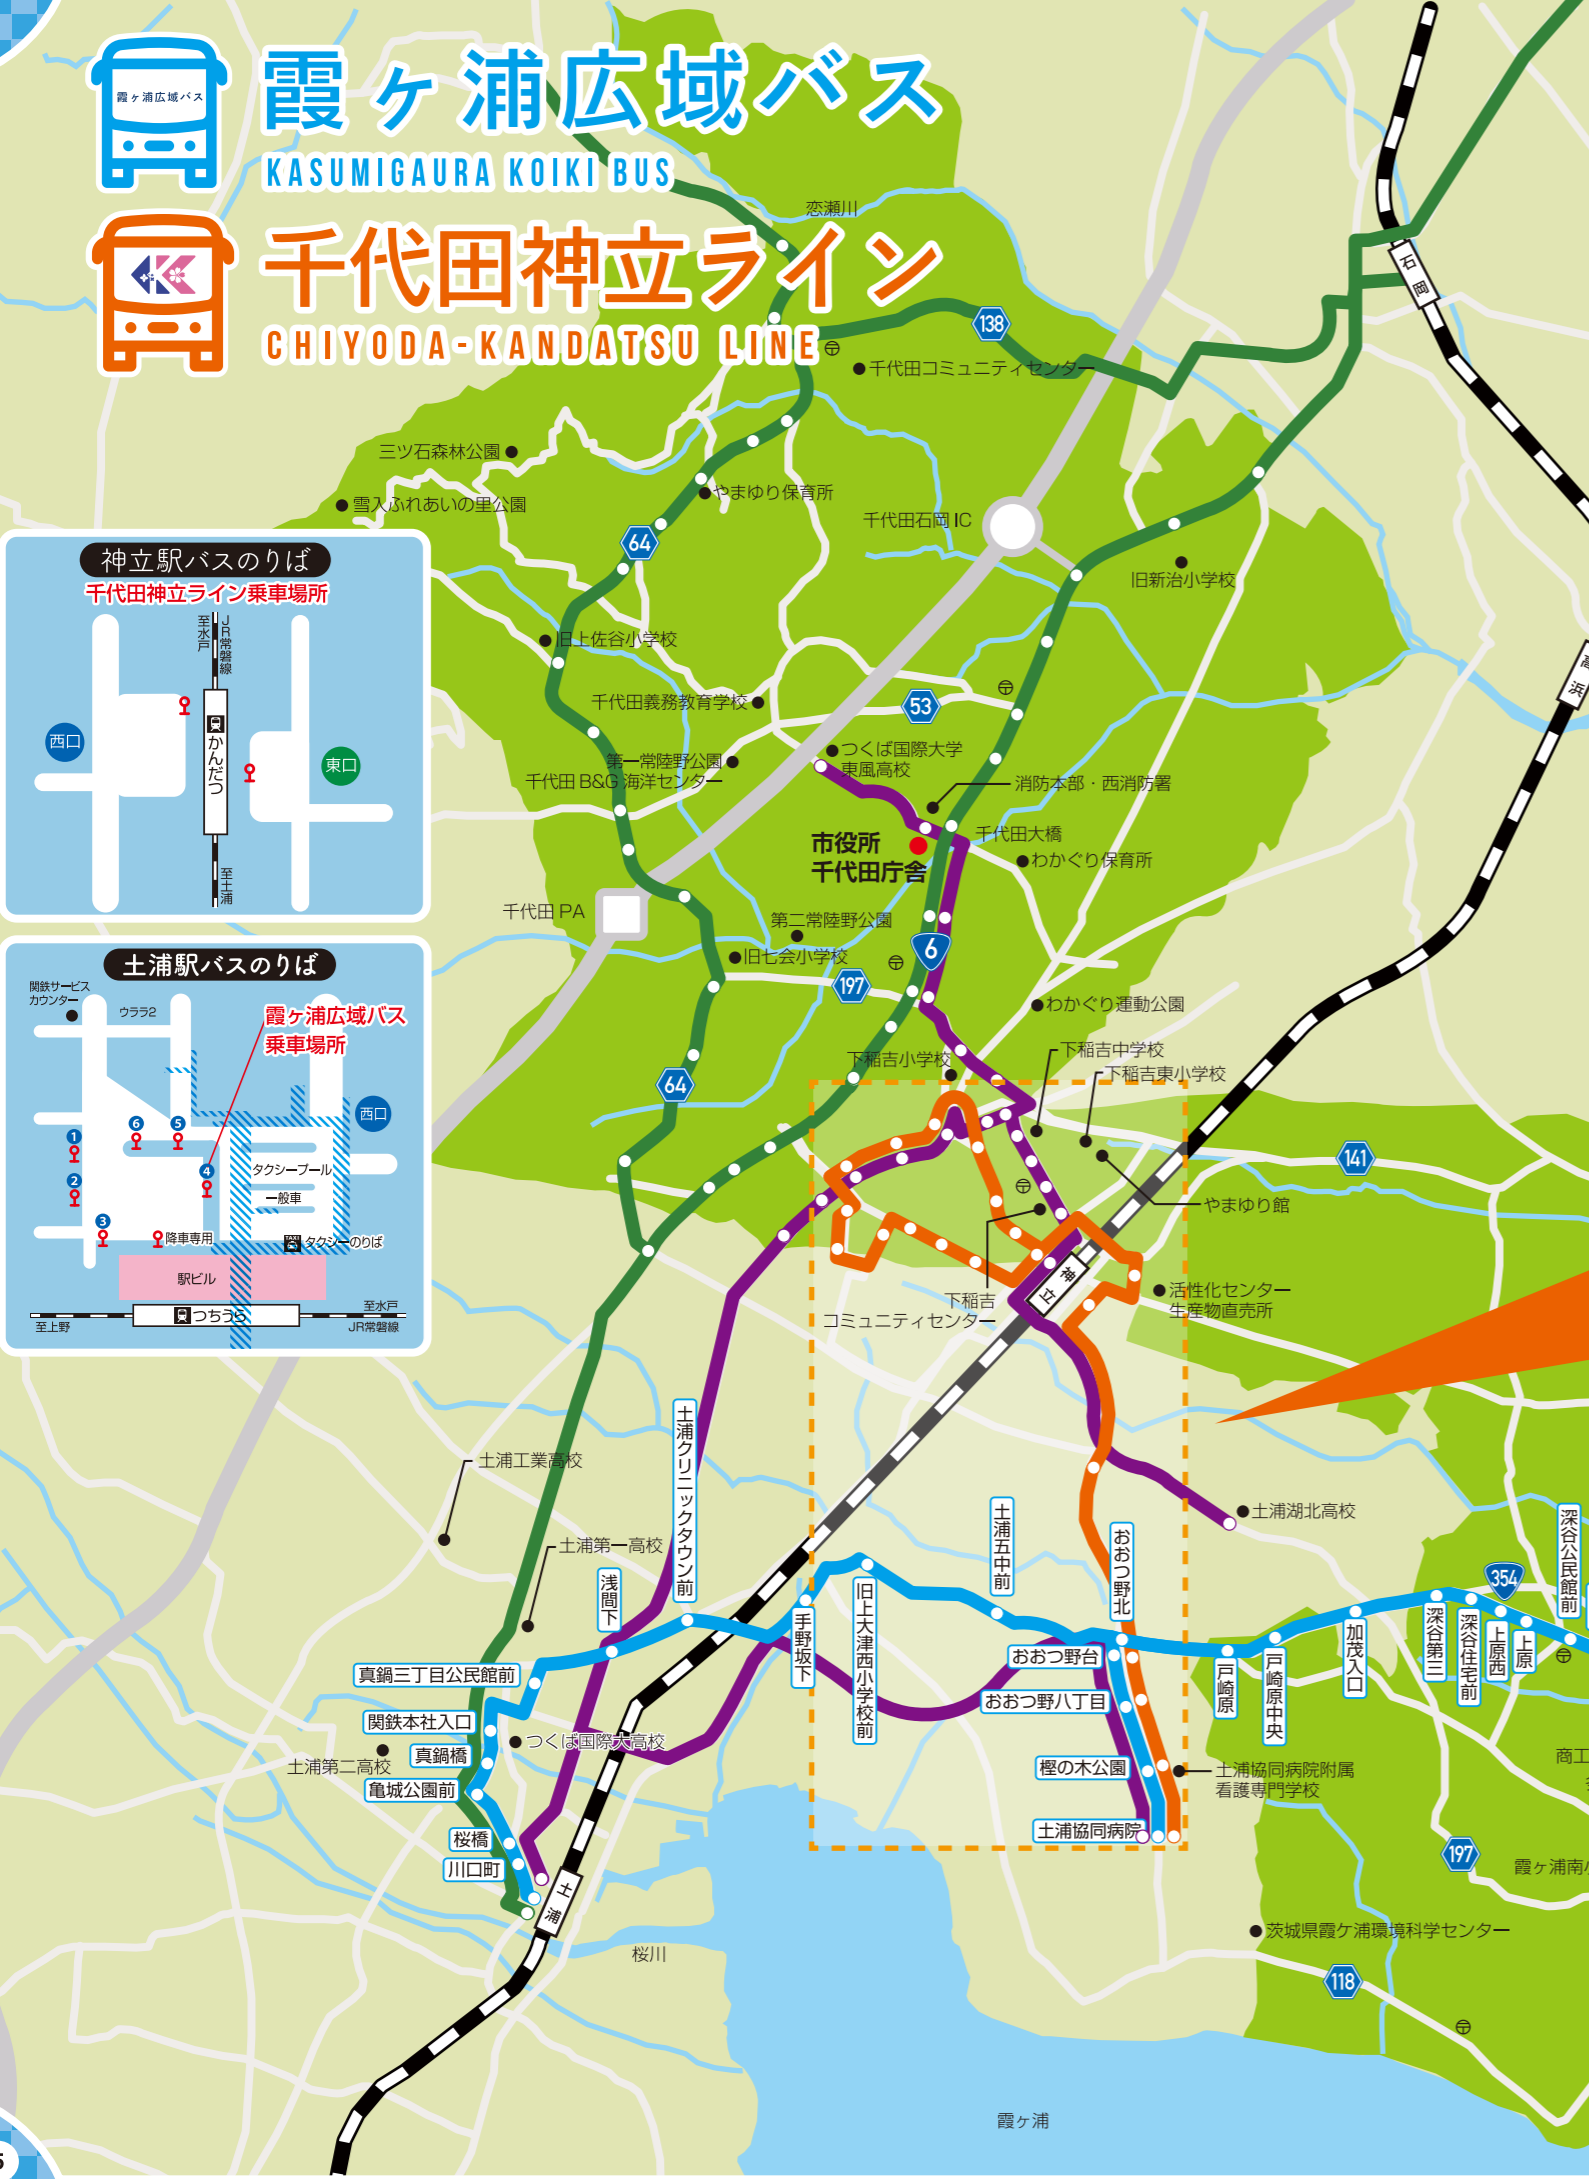 霞ヶ浦広域バス
霞ヶ浦広域バス
KASUMIGAURA KOIKI BUS
千代田神立ライン
CHIYODA-KANDATSU LINE
恋瀬川
138
千代田コミュニティセンター
石岡
三ツ石森林公園
雪入ふれあいの里公園
やまゆり保育所
千代田石岡 IC
64
旧新治小学校
旧上佐谷小学校
千代田義務教育学校
53
高浜
第一常陸野公園
千代田 B&G 海洋センター
つくば国際大学
東風高校
消防本部・西消防署
市役所
千代田庁舎
千代田大橋
わかぐり保育所
千代田 PA
第二常陸野公園
旧七会小学校
6
197
わかぐり運動公園
下稲吉小学校
下稲吉中学校
下稲吉東小学校
64
141
やまゆり館
神立
下稲吉
コミュニティセンター
活性化センター
生産物直売所
神立駅バスのりば
千代田神立ライン乗車場所
至水戸
JR常磐線
西口
かんだつ
東口
至土浦
土浦駅バスのりば
関鉄サービス
カウンター
ウララ2
霞ヶ浦広域バス
乗車場所
西口
1
2
3
4
5
6
タクシープール
一般車
降車専用
TAXI
タクシーのりば
駅ビル
つちうら
至水戸
至上野
JR常磐線
土浦工業高校
土浦第一高校
土浦クリニックタウン前
浅間下
土浦湖北高校
土浦五中前
おおつ野北
手野坂下
旧上大津西小学校前
354
深谷公民館前
真鍋三丁目公民館前
関鉄本社入口
真鍋橋
亀城公園前
桜橋
川口町
土浦第二高校
つくば国際大高校
おおつ野台
おおつ野八丁目
樫の木公園
土浦協同病院
戸崎原
戸崎原中央
加茂入口
深谷第三
深谷住宅前
上原西
上原
土浦協同病院附属
看護専門学校
商工
197
霞ヶ浦南小
土浦
桜川
茨城県霞ケ浦環境科学センター
118
霞ヶ浦